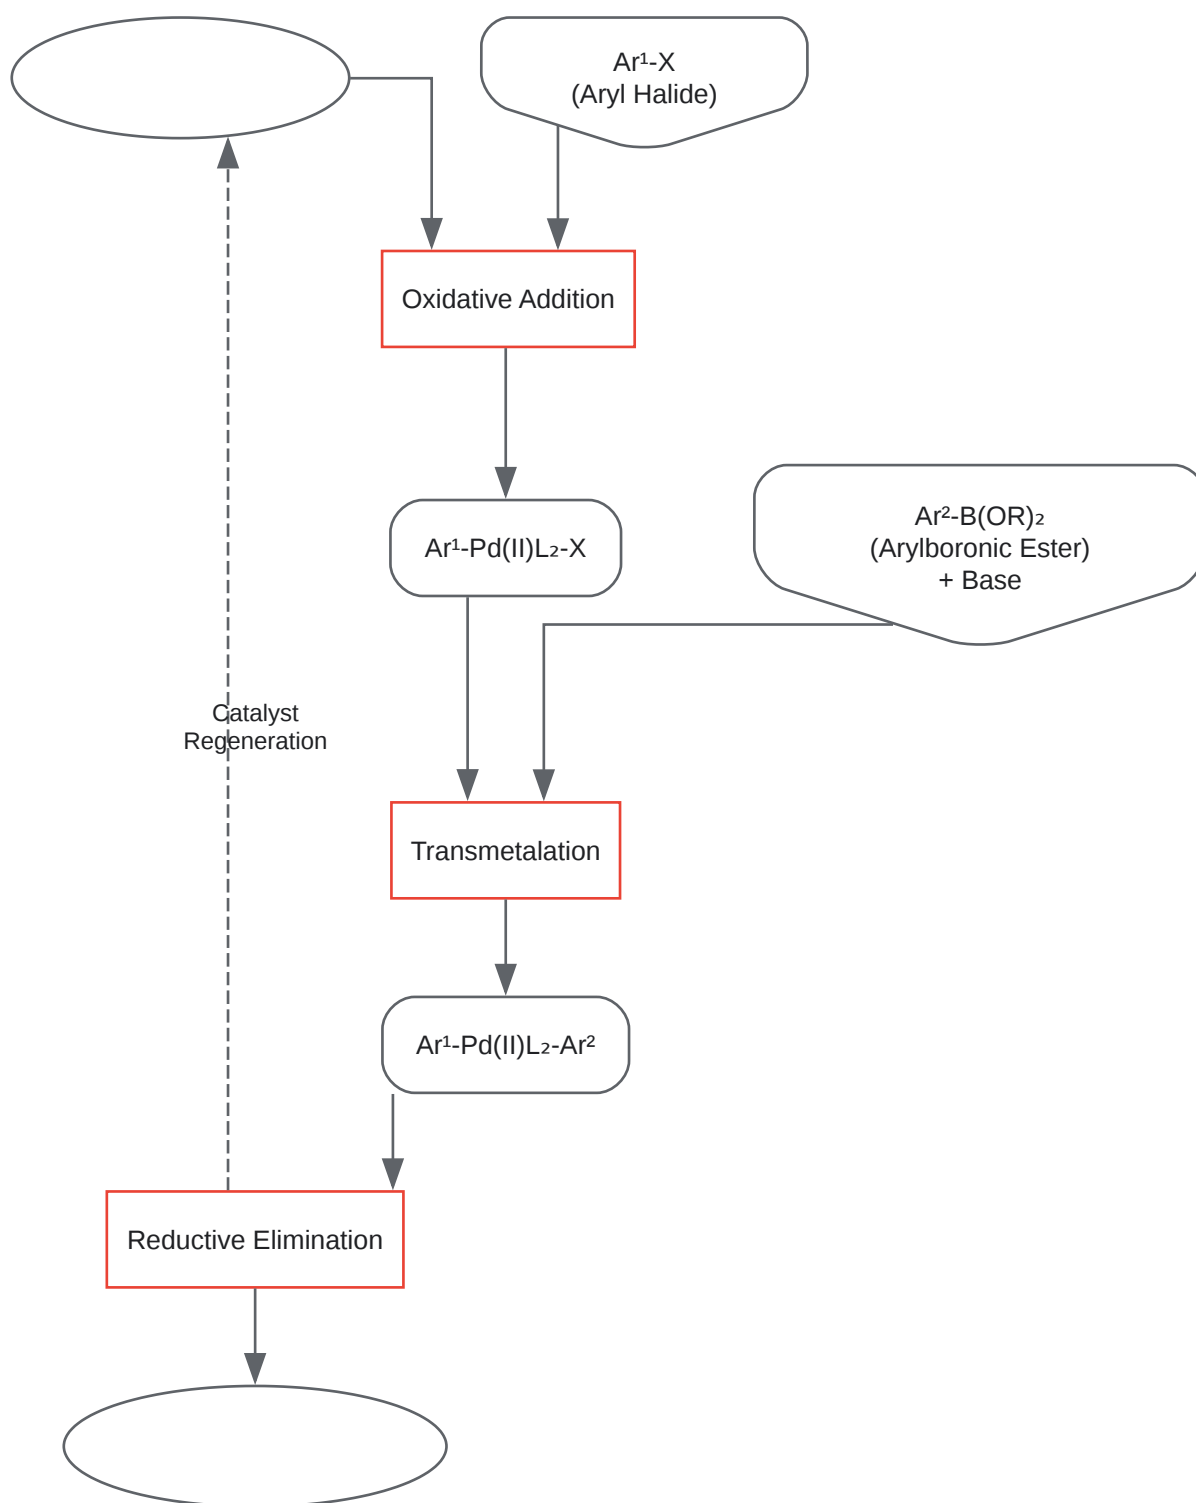 Ar¹-X
(Aryl Halide)
Oxidative Addition
Ar¹-Pd(II)L₂-X
Ar²-B(OR)₂
(Arylboronic Ester)
+ Base
Catalyst
Regeneration
Transmetalation
Ar¹-Pd(II)L₂-Ar²
Reductive Elimination